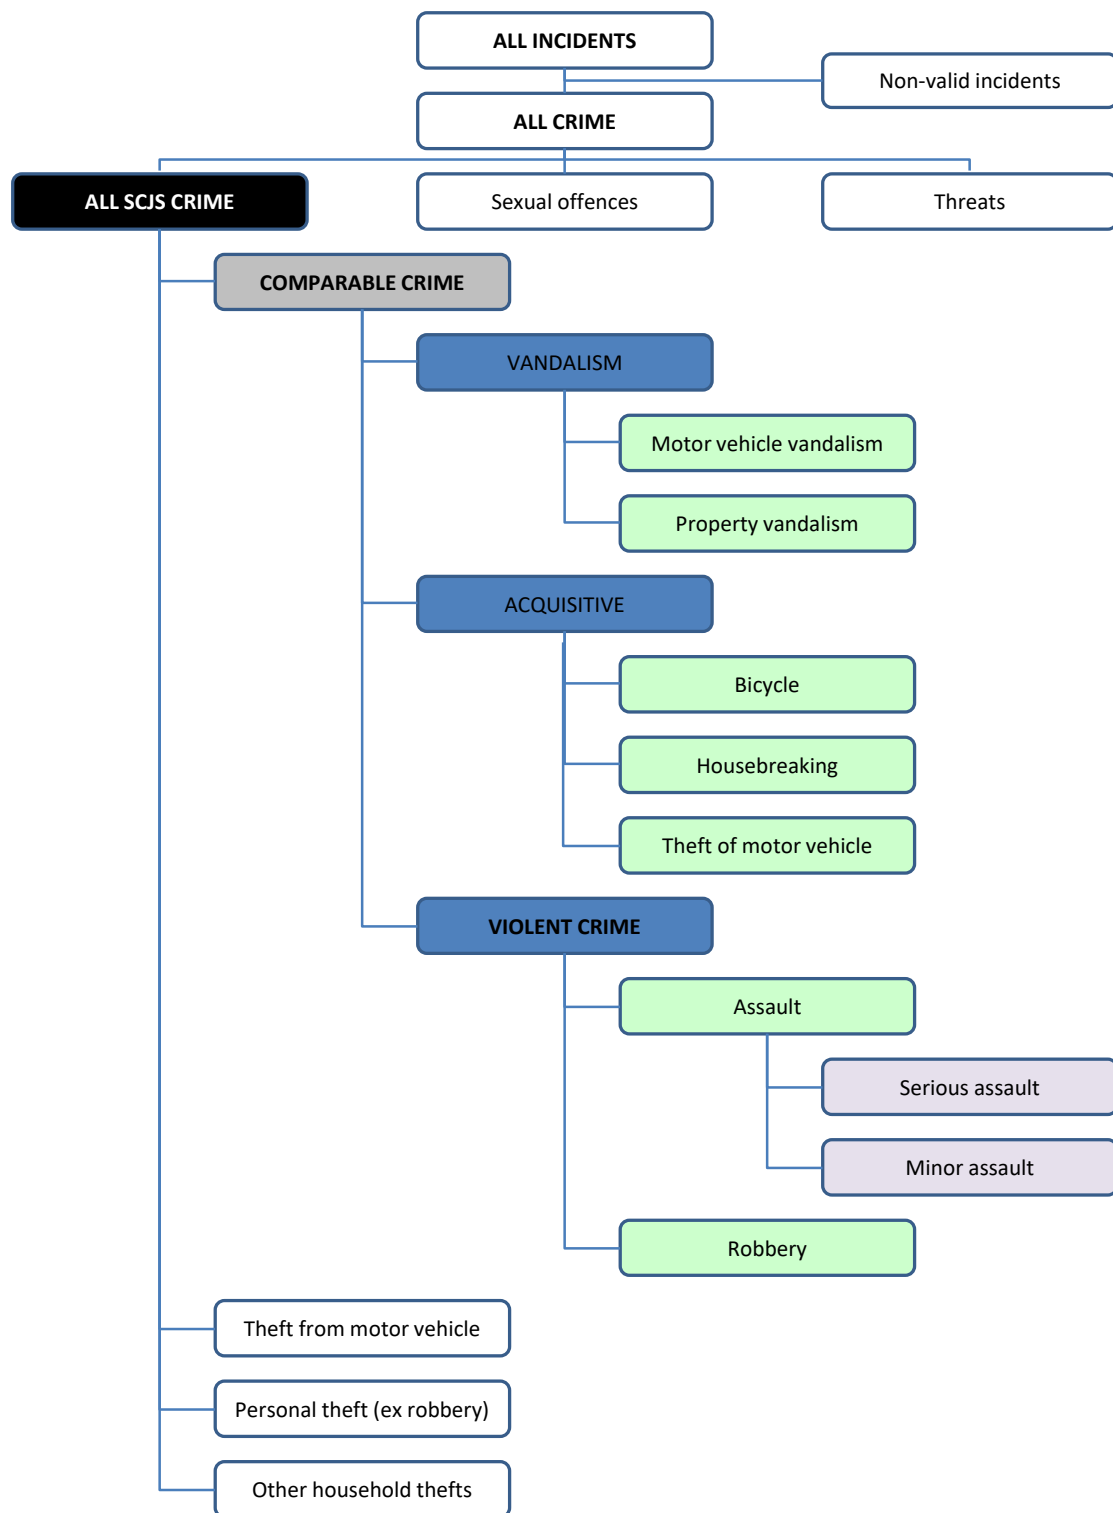 ALL INCIDENTS
Non-valid incidents
ALL CRIME
ALL SCJS CRIME
Sexual offences
Threats
COMPARABLE CRIME
VANDALISM
Motor vehicle vandalism
Property vandalism
ACQUISITIVE
Bicycle
Housebreaking
Theft of motor vehicle
VIOLENT CRIME
Assault
Serious assault
Minor assault
Robbery
Theft from motor vehicle
Personal theft (ex robbery)
Other household thefts